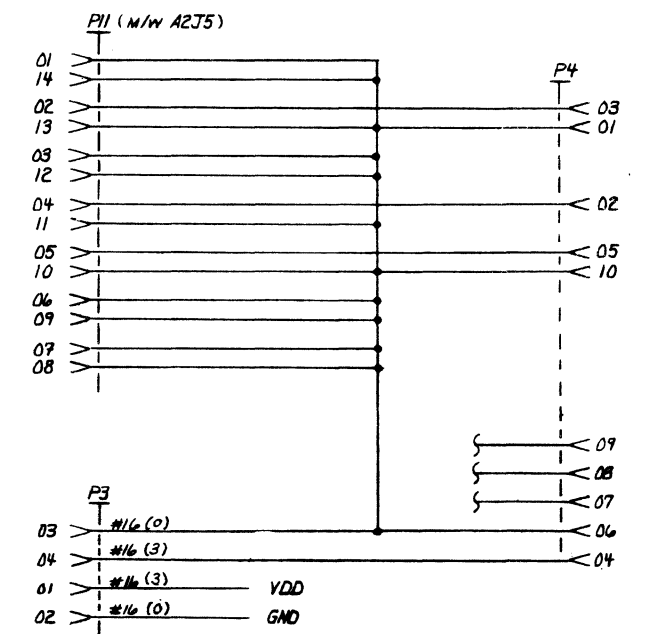 P11 (M/W A2J5)
P4
01
14
02 03
13 01
03
12
04 02
11
05 05
10 10
06
09
07
08
09
08
07
P3
03 #16 (0) 06
04 #16 (3) 04
01 #16 (3) VDD
02 #16 (0) GND